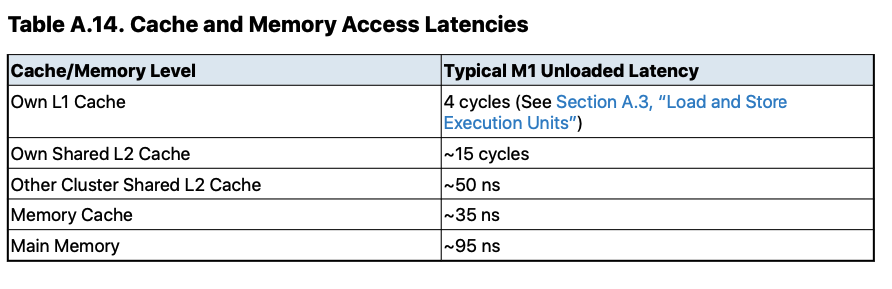 Table A.14. Cache and Memory Access Latencies
Cache/Memory Level Typical M1 Unloaded Latency
Own L1 Cache 4 cycles (See Section A.3, “Load and Store
Execution Units”)
Own Shared L2 Cache ~15 cycles
Other Cluster Shared L2 Cache ~50 ns
Memory Cache ~35 ns
Main Memory ~95 ns